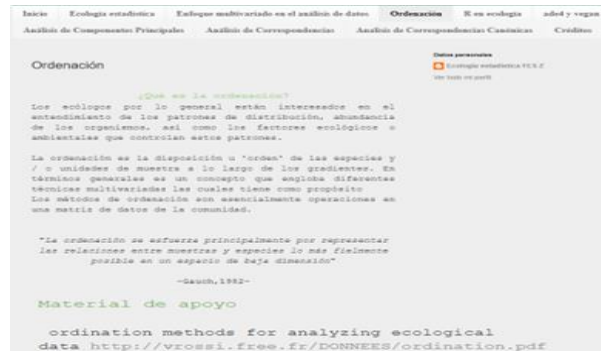 Inicio Ecología estadística Enfoque multivariado en el análisis de datos Ordenación R en ecología ade4 y vegan
Análisis de Componentes Principales Análisis de Correspondencias Analisis de Correspondencias Canónicas Créditos
Ordenación
¿Qué es la ordenación?
Los ecólogos por lo general están interesados en el
entendimiento de los patrones de distribución, abundancia
de los organismos, así como los factores ecológicos o
ambientales que controlan estos patrones.
La ordenación es la disposición u 'orden' de las especies y
/ o unidades de muestra a lo largo de los gradientes. En
términos generales es un concepto que engloba diferentes
técnicas multivariadas las cuales tiene como propósito
Los métodos de ordenación son esencialmente operaciones en
una matriz de datos de la comunidad.
"La ordenación se esfuerza principalmente por representar
las relaciones entre muestras y especies lo más fielmente
posible en un espacio de baja dimensión"
-Gauch,1982-
Material de apoyo
ordination methods for analyzing ecological
data http://vrossi.free.fr/DONNEES/ordination.pdf
Datos personales
Ecología estadística FES Z
Ver todo mi perfil